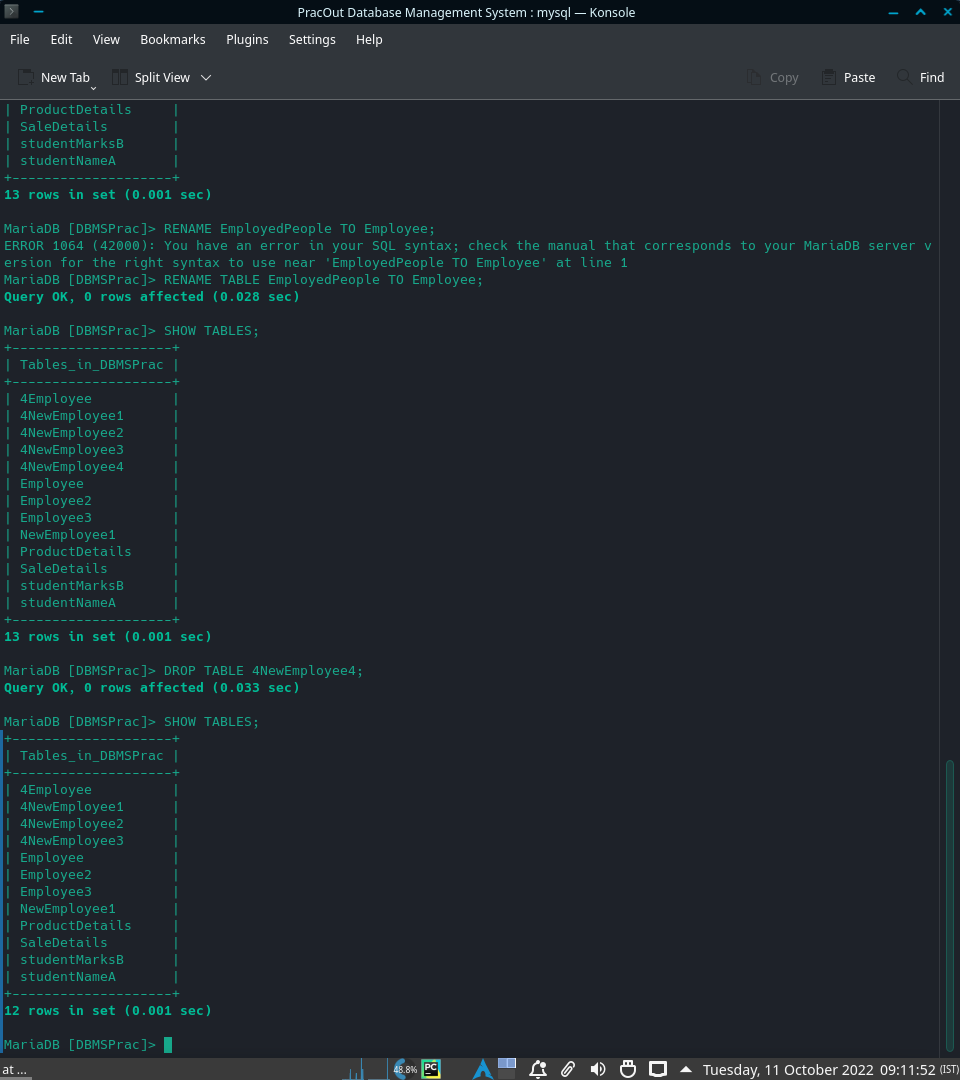 PracOut Database Management System : mysql — Konsole
File Edit View Bookmarks Plugins Settings Help
New Tab Split View Copy Paste Find
| ProductDetails     |
| SaleDetails        |
| studentMarksB      |
| studentNameA       |
+--------------------+
13 rows in set (0.001 sec)
MariaDB [DBMSPrac]> RENAME EmployedPeople TO Employee;
ERROR 1064 (42000): You have an error in your SQL syntax; check the manual that corresponds to your MariaDB server v
ersion for the right syntax to use near 'EmployedPeople TO Employee' at line 1
MariaDB [DBMSPrac]> RENAME TABLE EmployedPeople TO Employee;
Query OK, 0 rows affected (0.028 sec)
MariaDB [DBMSPrac]> SHOW TABLES;
+--------------------+
| Tables_in_DBMSPrac |
+--------------------+
| 4Employee          |
| 4NewEmployee1      |
| 4NewEmployee2      |
| 4NewEmployee3      |
| 4NewEmployee4      |
| Employee           |
| Employee2          |
| Employee3          |
| NewEmployee1       |
| ProductDetails     |
| SaleDetails        |
| studentMarksB      |
| studentNameA       |
+--------------------+
13 rows in set (0.001 sec)
MariaDB [DBMSPrac]> DROP TABLE 4NewEmployee4;
Query OK, 0 rows affected (0.033 sec)
MariaDB [DBMSPrac]> SHOW TABLES;
+--------------------+
| Tables_in_DBMSPrac |
+--------------------+
| 4Employee          |
| 4NewEmployee1      |
| 4NewEmployee2      |
| 4NewEmployee3      |
| Employee           |
| Employee2          |
| Employee3          |
| NewEmployee1       |
| ProductDetails     |
| SaleDetails        |
| studentMarksB      |
| studentNameA       |
+--------------------+
12 rows in set (0.001 sec)
MariaDB [DBMSPrac]>
at ... 48.8% PC Tuesday, 11 October 2022 09:11:52 (IST)